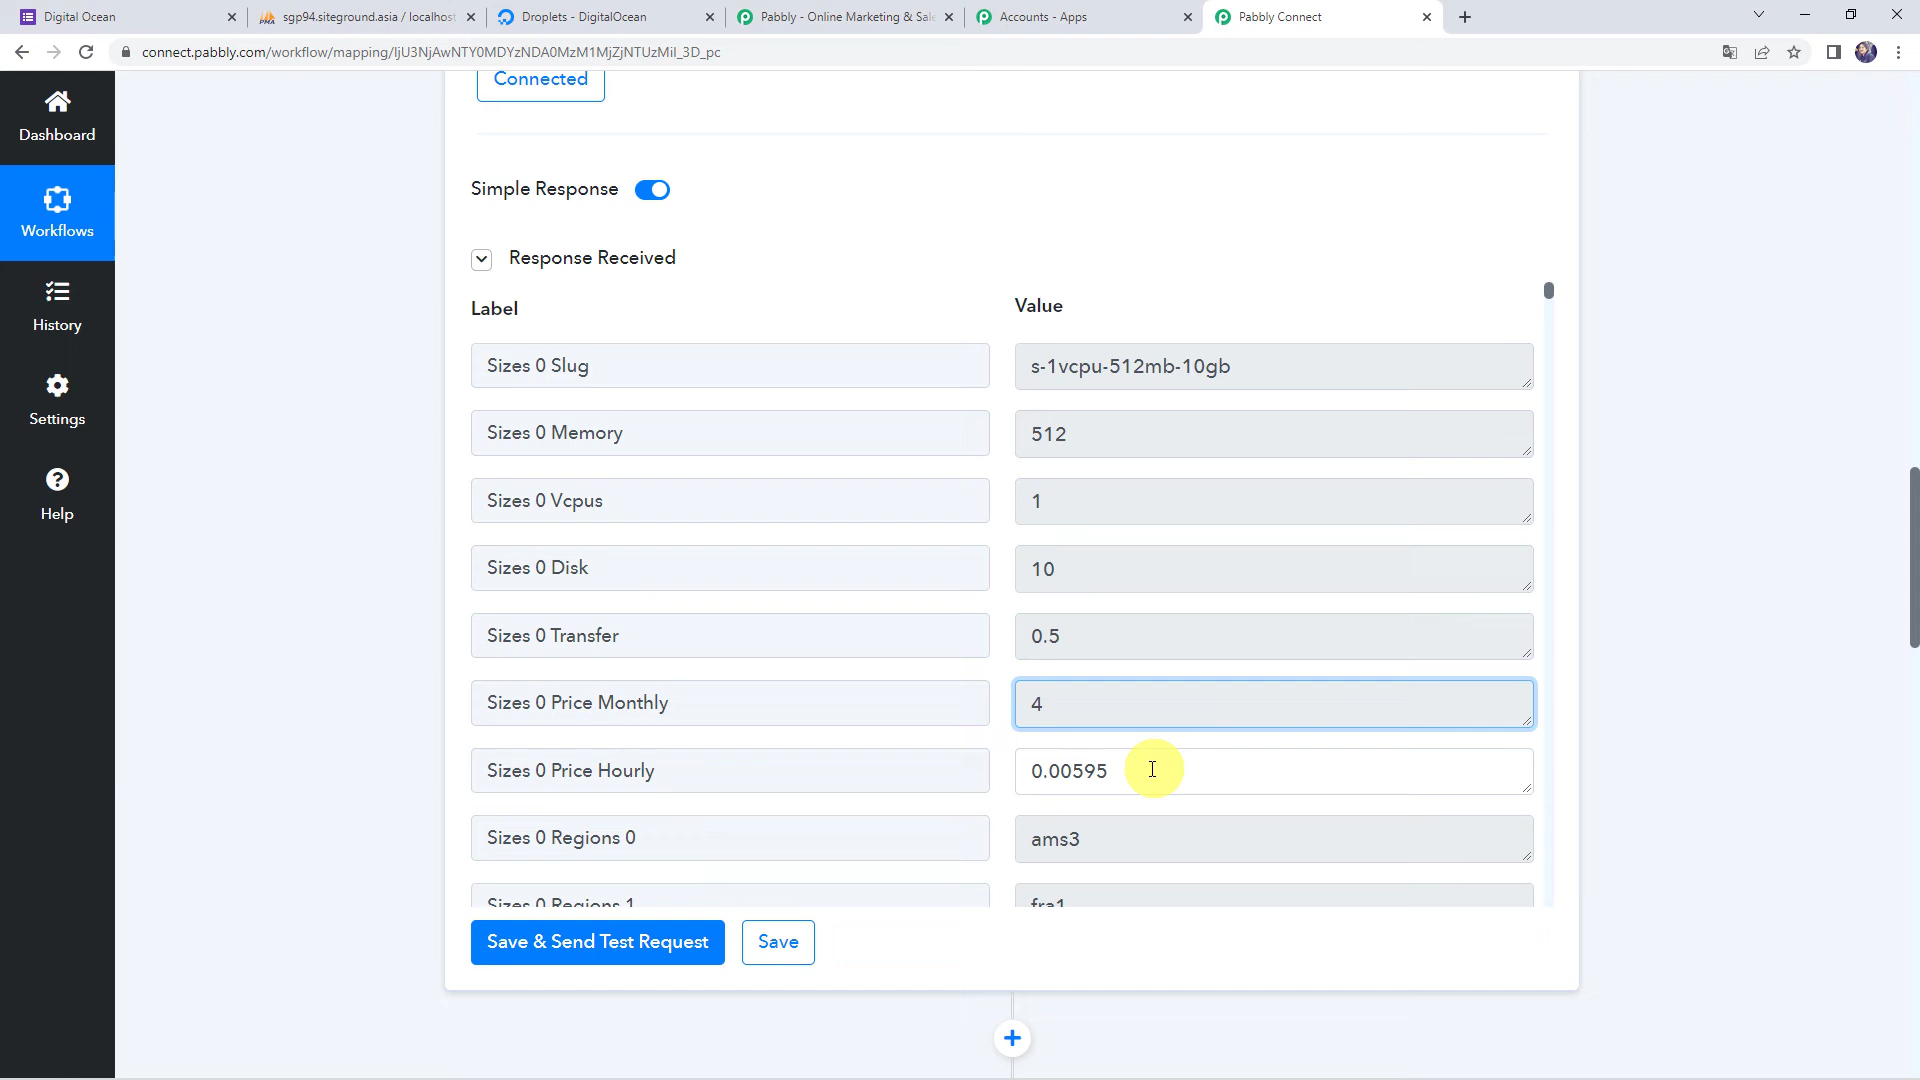 Digital Ocean
sgp94.siteground.asia / localhost
Droplets - DigitalOcean
Pabbly - Online Marketing & Sale
Accounts - Apps
Pabbly Connect
connect.pabbly.com/workflow/mapping/IjU3NjAwNTY0MDYzNDA0MzM1MjZjNTUzMiI_3D_pc
Dashboard
Workflows
History
Settings
Help
Connected
Simple Response
Response Received
Label
Value
Sizes 0 Slug
s-1vcpu-512mb-10gb
Sizes 0 Memory
512
Sizes 0 Vcpus
1
Sizes 0 Disk
10
Sizes 0 Transfer
0.5
Sizes 0 Price Monthly
4
Sizes 0 Price Hourly
0.00595
Sizes 0 Regions 0
ams3
Sizes 0 Regions 1
fra1
Save & Send Test Request
Save